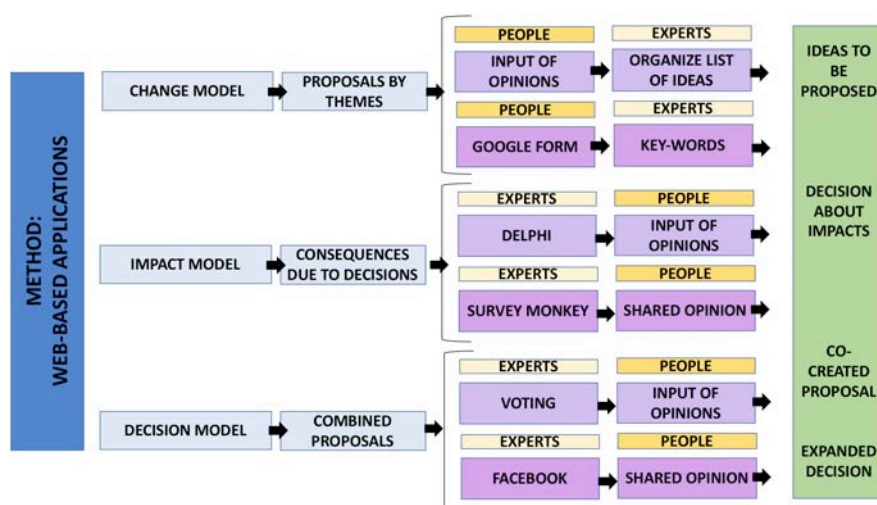 METHOD:
WEB-BASED APPLICATIONS
CHANGE MODEL
PROPOSALS BY
THEMES
PEOPLE
EXPERTS
INPUT OF
OPINIONS
ORGANIZE LIST
OF IDEAS
PEOPLE
EXPERTS
GOOGLE FORM
KEY-WORDS
IDEAS TO
BE
PROPOSED
IMPACT MODEL
CONSEQUENCES
DUE TO DECISIONS
EXPERTS
PEOPLE
DELPHI
INPUT OF
OPINIONS
EXPERTS
PEOPLE
SURVEY MONKEY
SHARED OPINION
DECISION
ABOUT
IMPACTS
DECISION MODEL
COMBINED
PROPOSALS
EXPERTS
PEOPLE
VOTING
INPUT OF
OPINIONS
EXPERTS
PEOPLE
FACEBOOK
SHARED OPINION
CO-
CREATED
PROPOSAL
EXPANDED
DECISION